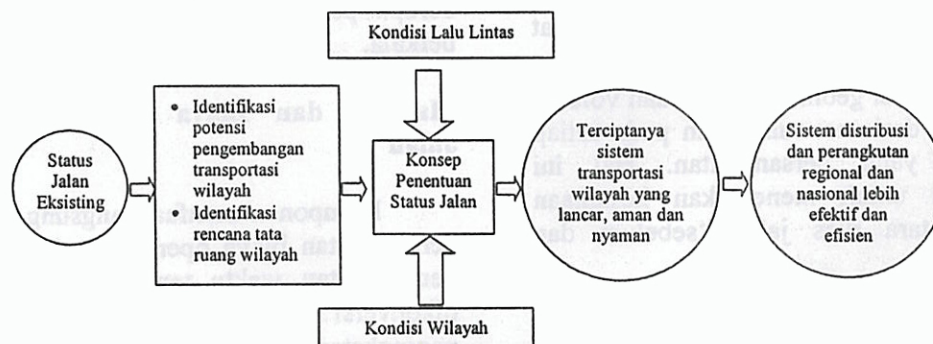 Kondisi Lalu Lintas
Status
Jalan
Eksisting
• Identifikasi
potensi
pengembangan
transportasi
wilayah
• Identifikasi
rencana tata
ruang wilayah
Konsep
Penentuan
Status Jalan
Terciptanya
sistem
transportasi
wilayah yang
lancar, aman dan
nyaman
Sistem distribusi
dan perangkutan
regional dan
nasional lebih
efektif dan
efisien
Kondisi Wilayah